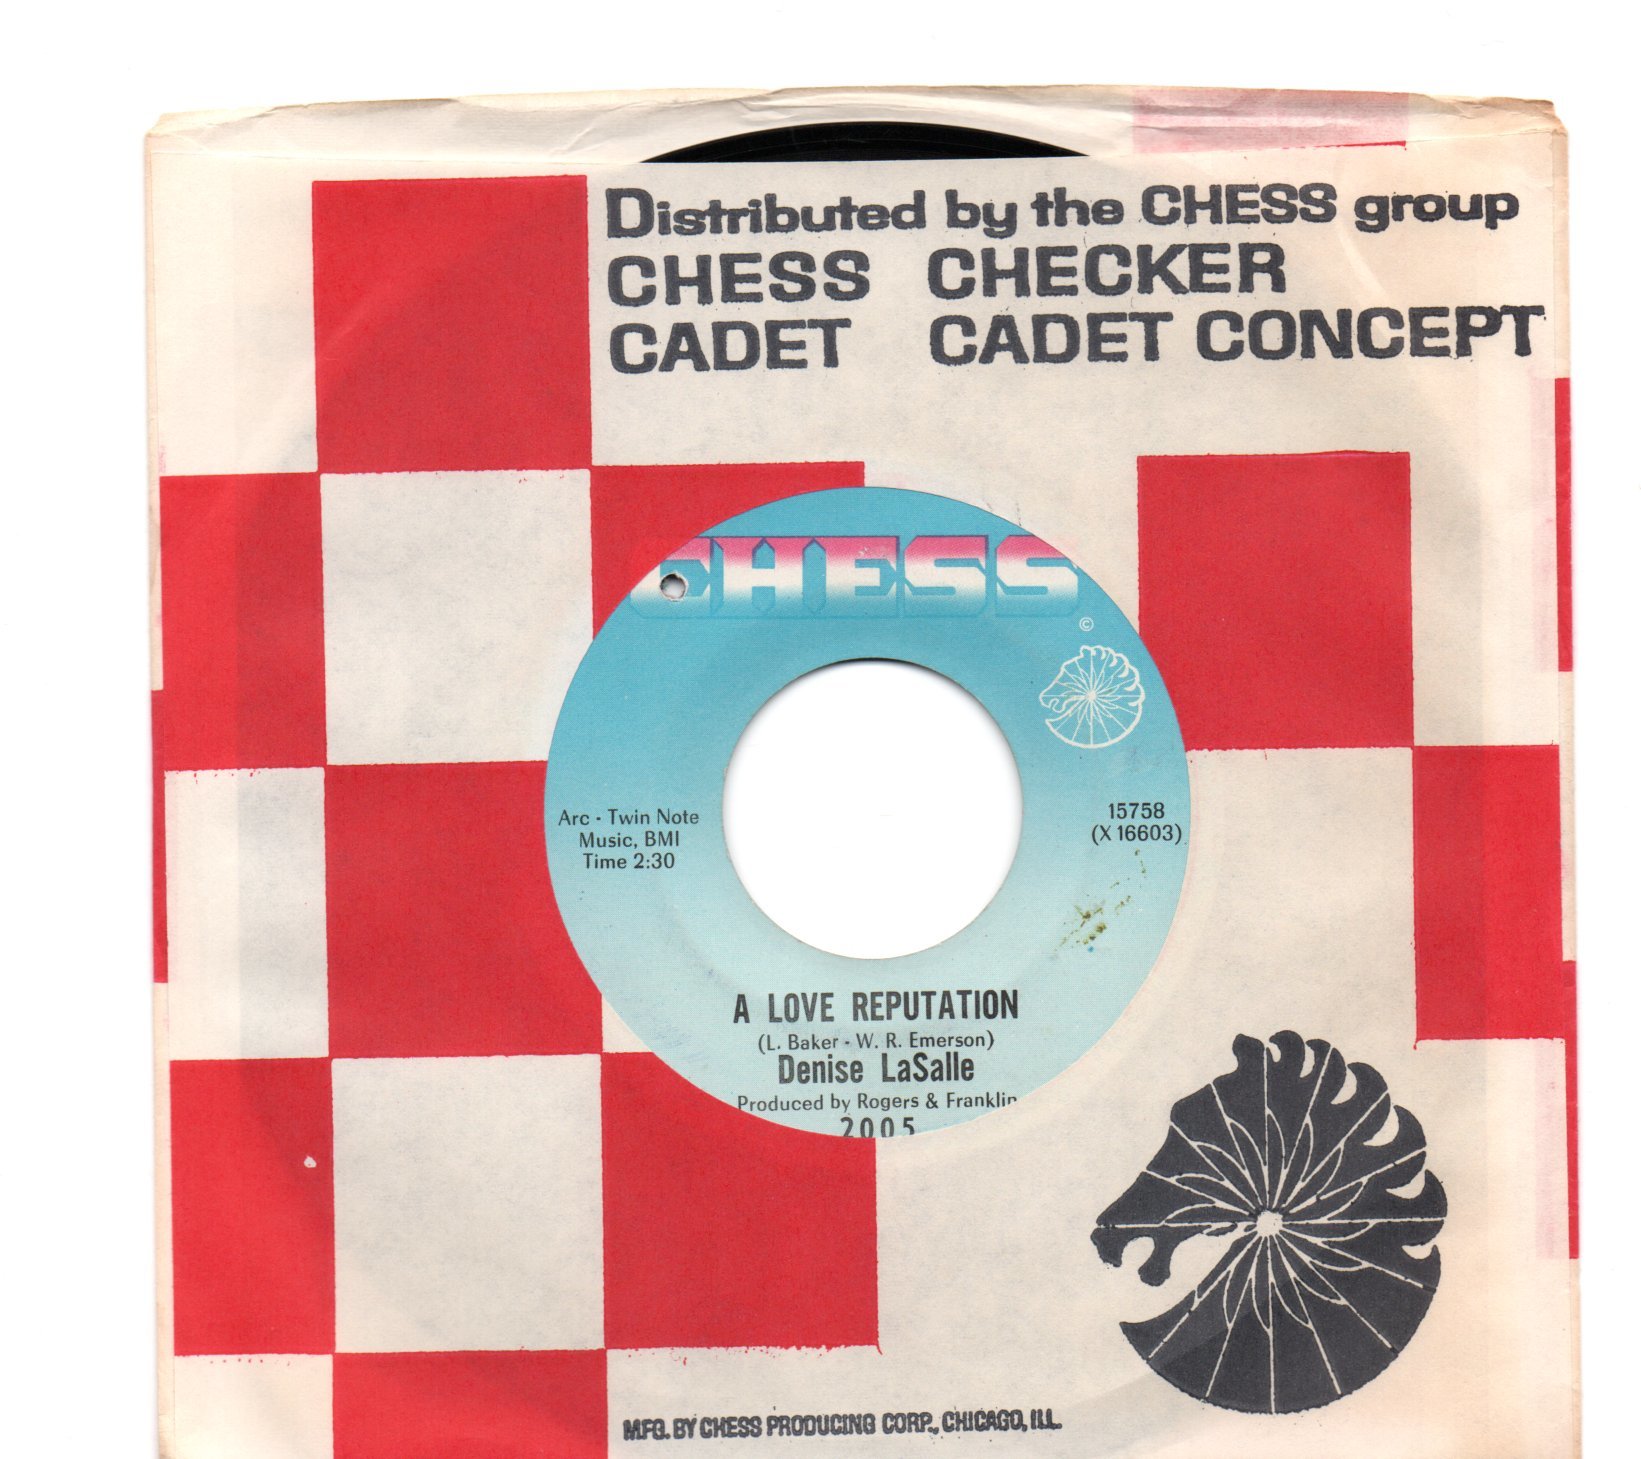 Distributed by the CHESS group
CHESS CHECKER
CADET CADET CONCEPT
CHESS
©
Arc - Twin Note
Music, BMI
Time 2:30
15758
(X 16603)
A LOVE REPUTATION
(L. Baker - W. R. Emerson)
Denise LaSalle
Produced by Rogers & Franklin
2005
MFG. BY CHESS PRODUCING CORP., CHICAGO, ILL.